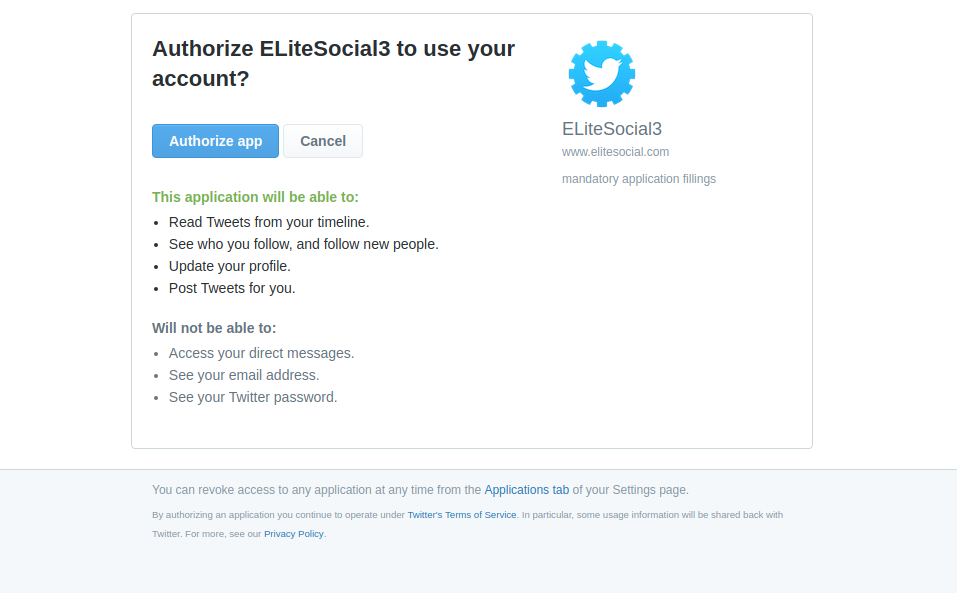 Authorize ELiteSocial3 to use your
account?
Authorize app
Cancel
ELiteSocial3
www.elitesocial.com
mandatory application fillings
This application will be able to:
• Read Tweets from your timeline.
• See who you follow, and follow new people.
• Update your profile.
• Post Tweets for you.
Will not be able to:
• Access your direct messages.
• See your email address.
• See your Twitter password.
You can revoke access to any application at any time from the Applications tab of your Settings page.
By authorizing an application you continue to operate under Twitter's Terms of Service. In particular, some usage information will be shared back with
Twitter. For more, see our Privacy Policy.